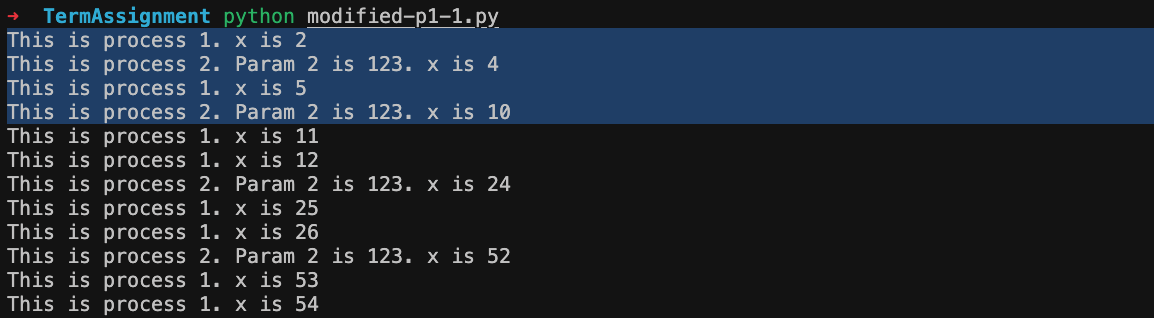 → TermAssignment python modified-p1-1.py
This is process 1. x is 2
This is process 2. Param 2 is 123. x is 4
This is process 1. x is 5
This is process 2. Param 2 is 123. x is 10
This is process 1. x is 11
This is process 1. x is 12
This is process 2. Param 2 is 123. x is 24
This is process 1. x is 25
This is process 1. x is 26
This is process 2. Param 2 is 123. x is 52
This is process 1. x is 53
This is process 1. x is 54